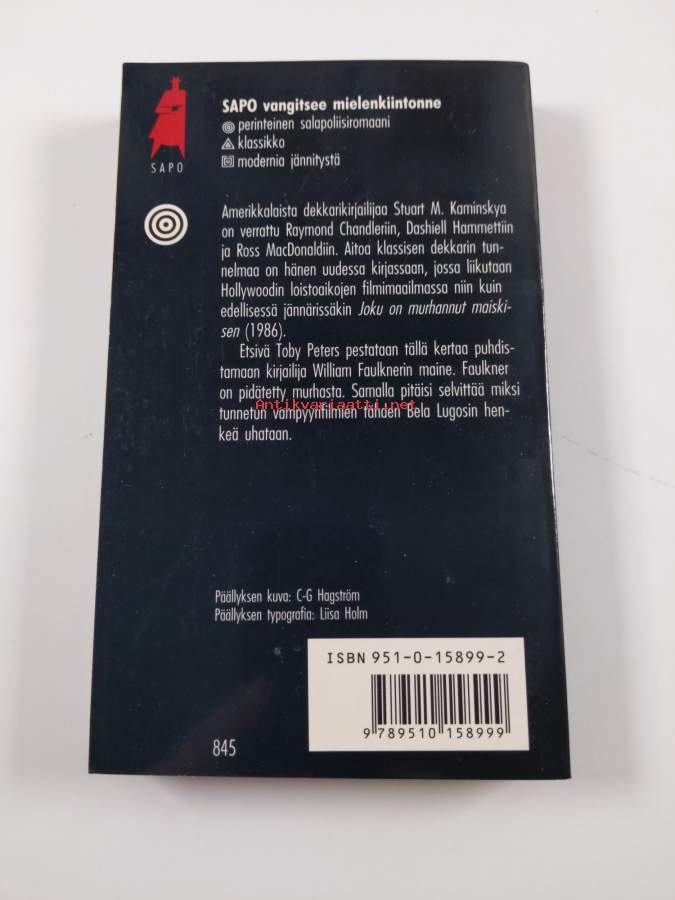 SAPO
SAPO vangitsee mielenkiintonne
perinteinen salapoliisiromaani
klassikko
modernia jännitystä
Amerikkalaista dekkarikirjailijaa Stuart M. Kaminskya
on verrattu Raymond Chandleriin, Dashiell Hammettiin
ja Ross MacDonaldiin. Aitoa klassisen dekkarin tun-
nelmaa on hänen uudessa kirjassaan, jossa liikutaan
Hollywoodin loistoaikojen filmimaailmassa niin kuin
edellisessä jännärissäkin Joku on murhannut maiski-
sen (1986).
Etsivä Toby Peters pestataan tällä kertaa puhdis-
tamaan kirjailija William Faulknerin maine. Faulkner
on pidätetty murhasta. Samalla pitäisi selvittää miksi
Antikvariaatti.net
tunnetun vampyyrifilmien tähden Bela Lugosin hen-
keä uhataan.
Päällyksen kuva: C-G Hagström
Päällyksen typografia: Liisa Holm
ISBN 951-0-15899-2
9 789510 158999
845